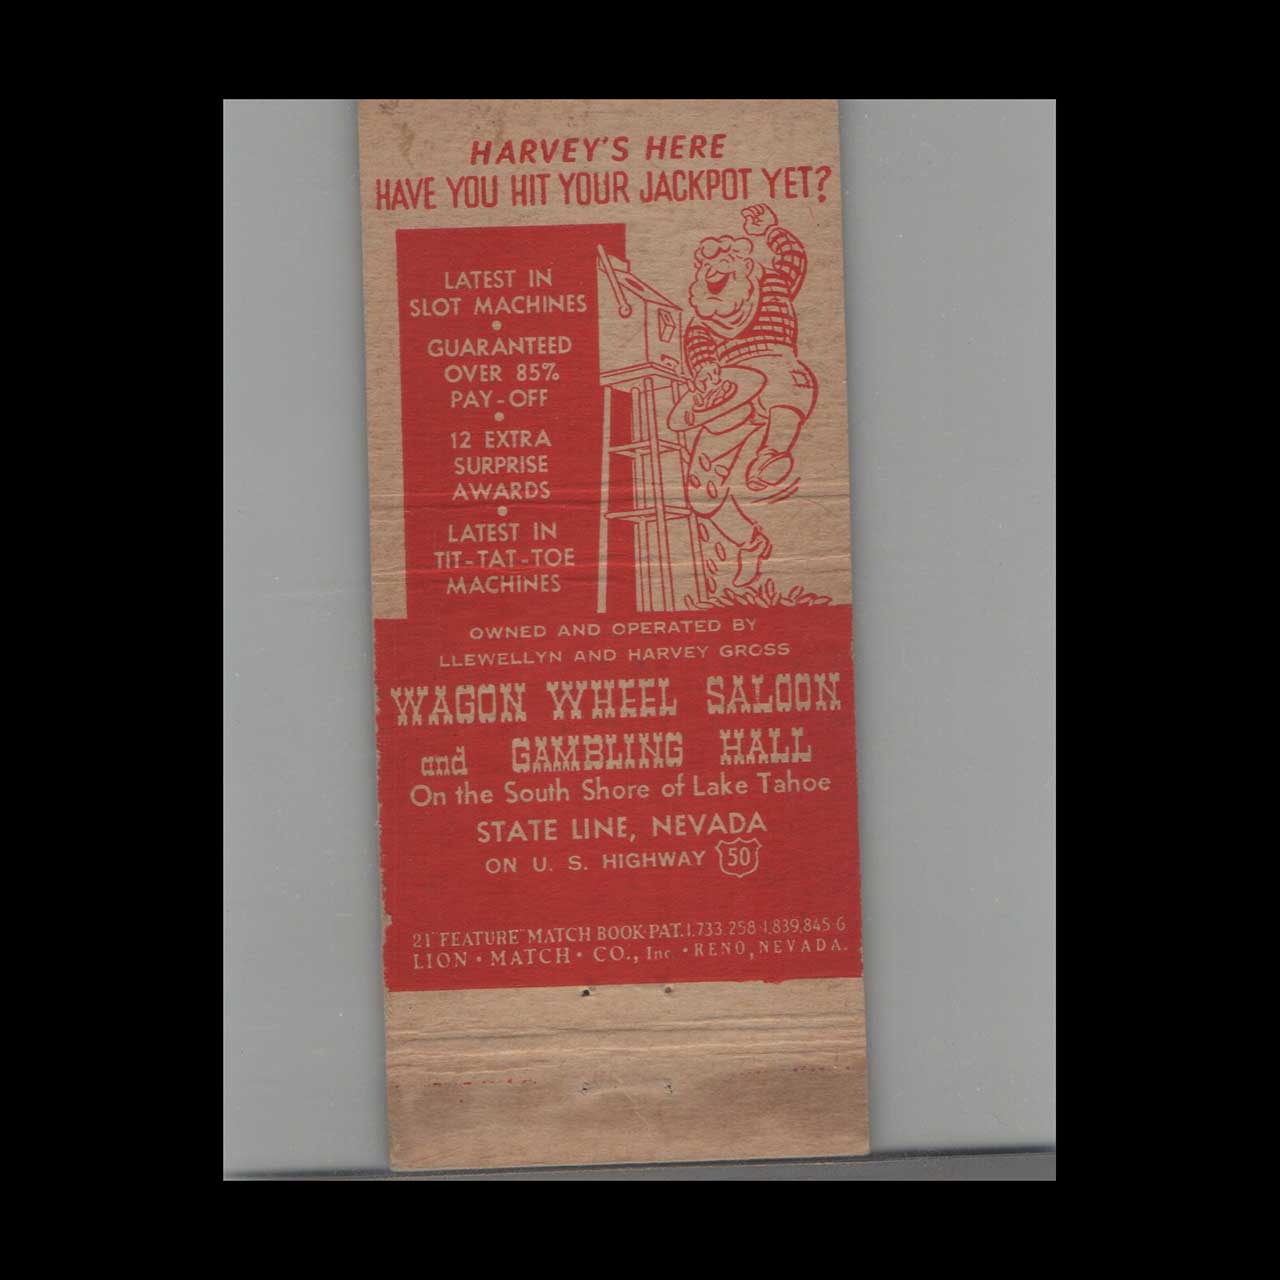 HARVEY'S HERE
HAVE YOU HIT YOUR JACKPOT YET?
LATEST IN
SLOT MACHINES
•
GUARANTEED
OVER 85%
PAY-OFF
•
12 EXTRA
SURPRISE
AWARDS
•
LATEST IN
TIT-TAT-TOE
MACHINES
OWNED AND OPERATED BY
LLEWELLYN AND HARVEY GROSS
WAGON WHEEL SALOON
and GAMBLING HALL
On the South Shore of Lake Tahoe
STATE LINE, NEVADA
ON U. S. HIGHWAY 50
21 "FEATURE" MATCH BOOK-PAT. 1,733,258-1,839,845-6
LION • MATCH • CO., Inc. • RENO, NEVADA.